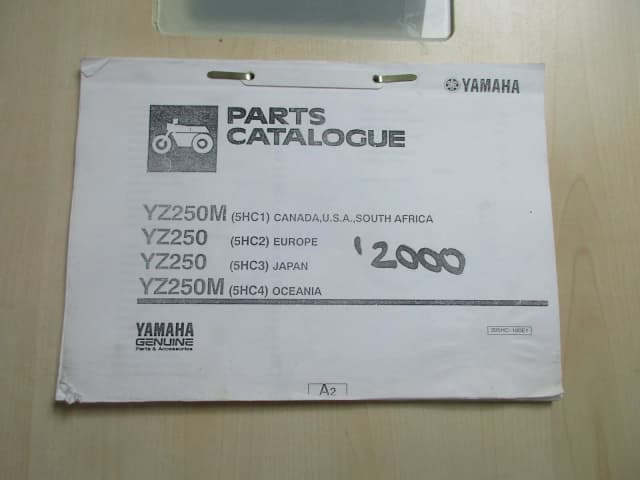 YAMAHA
PARTS
CATALOGUE
YZ250M (5HC1) CANADA,U.S.A.,SOUTH AFRICA
YZ250 (5HC2) EUROPE
YZ250 (5HC3) JAPAN
YZ250M (5HC4) OCEANIA
'2000
YAMAHA
GENUINE
Parts & Accessories
A2